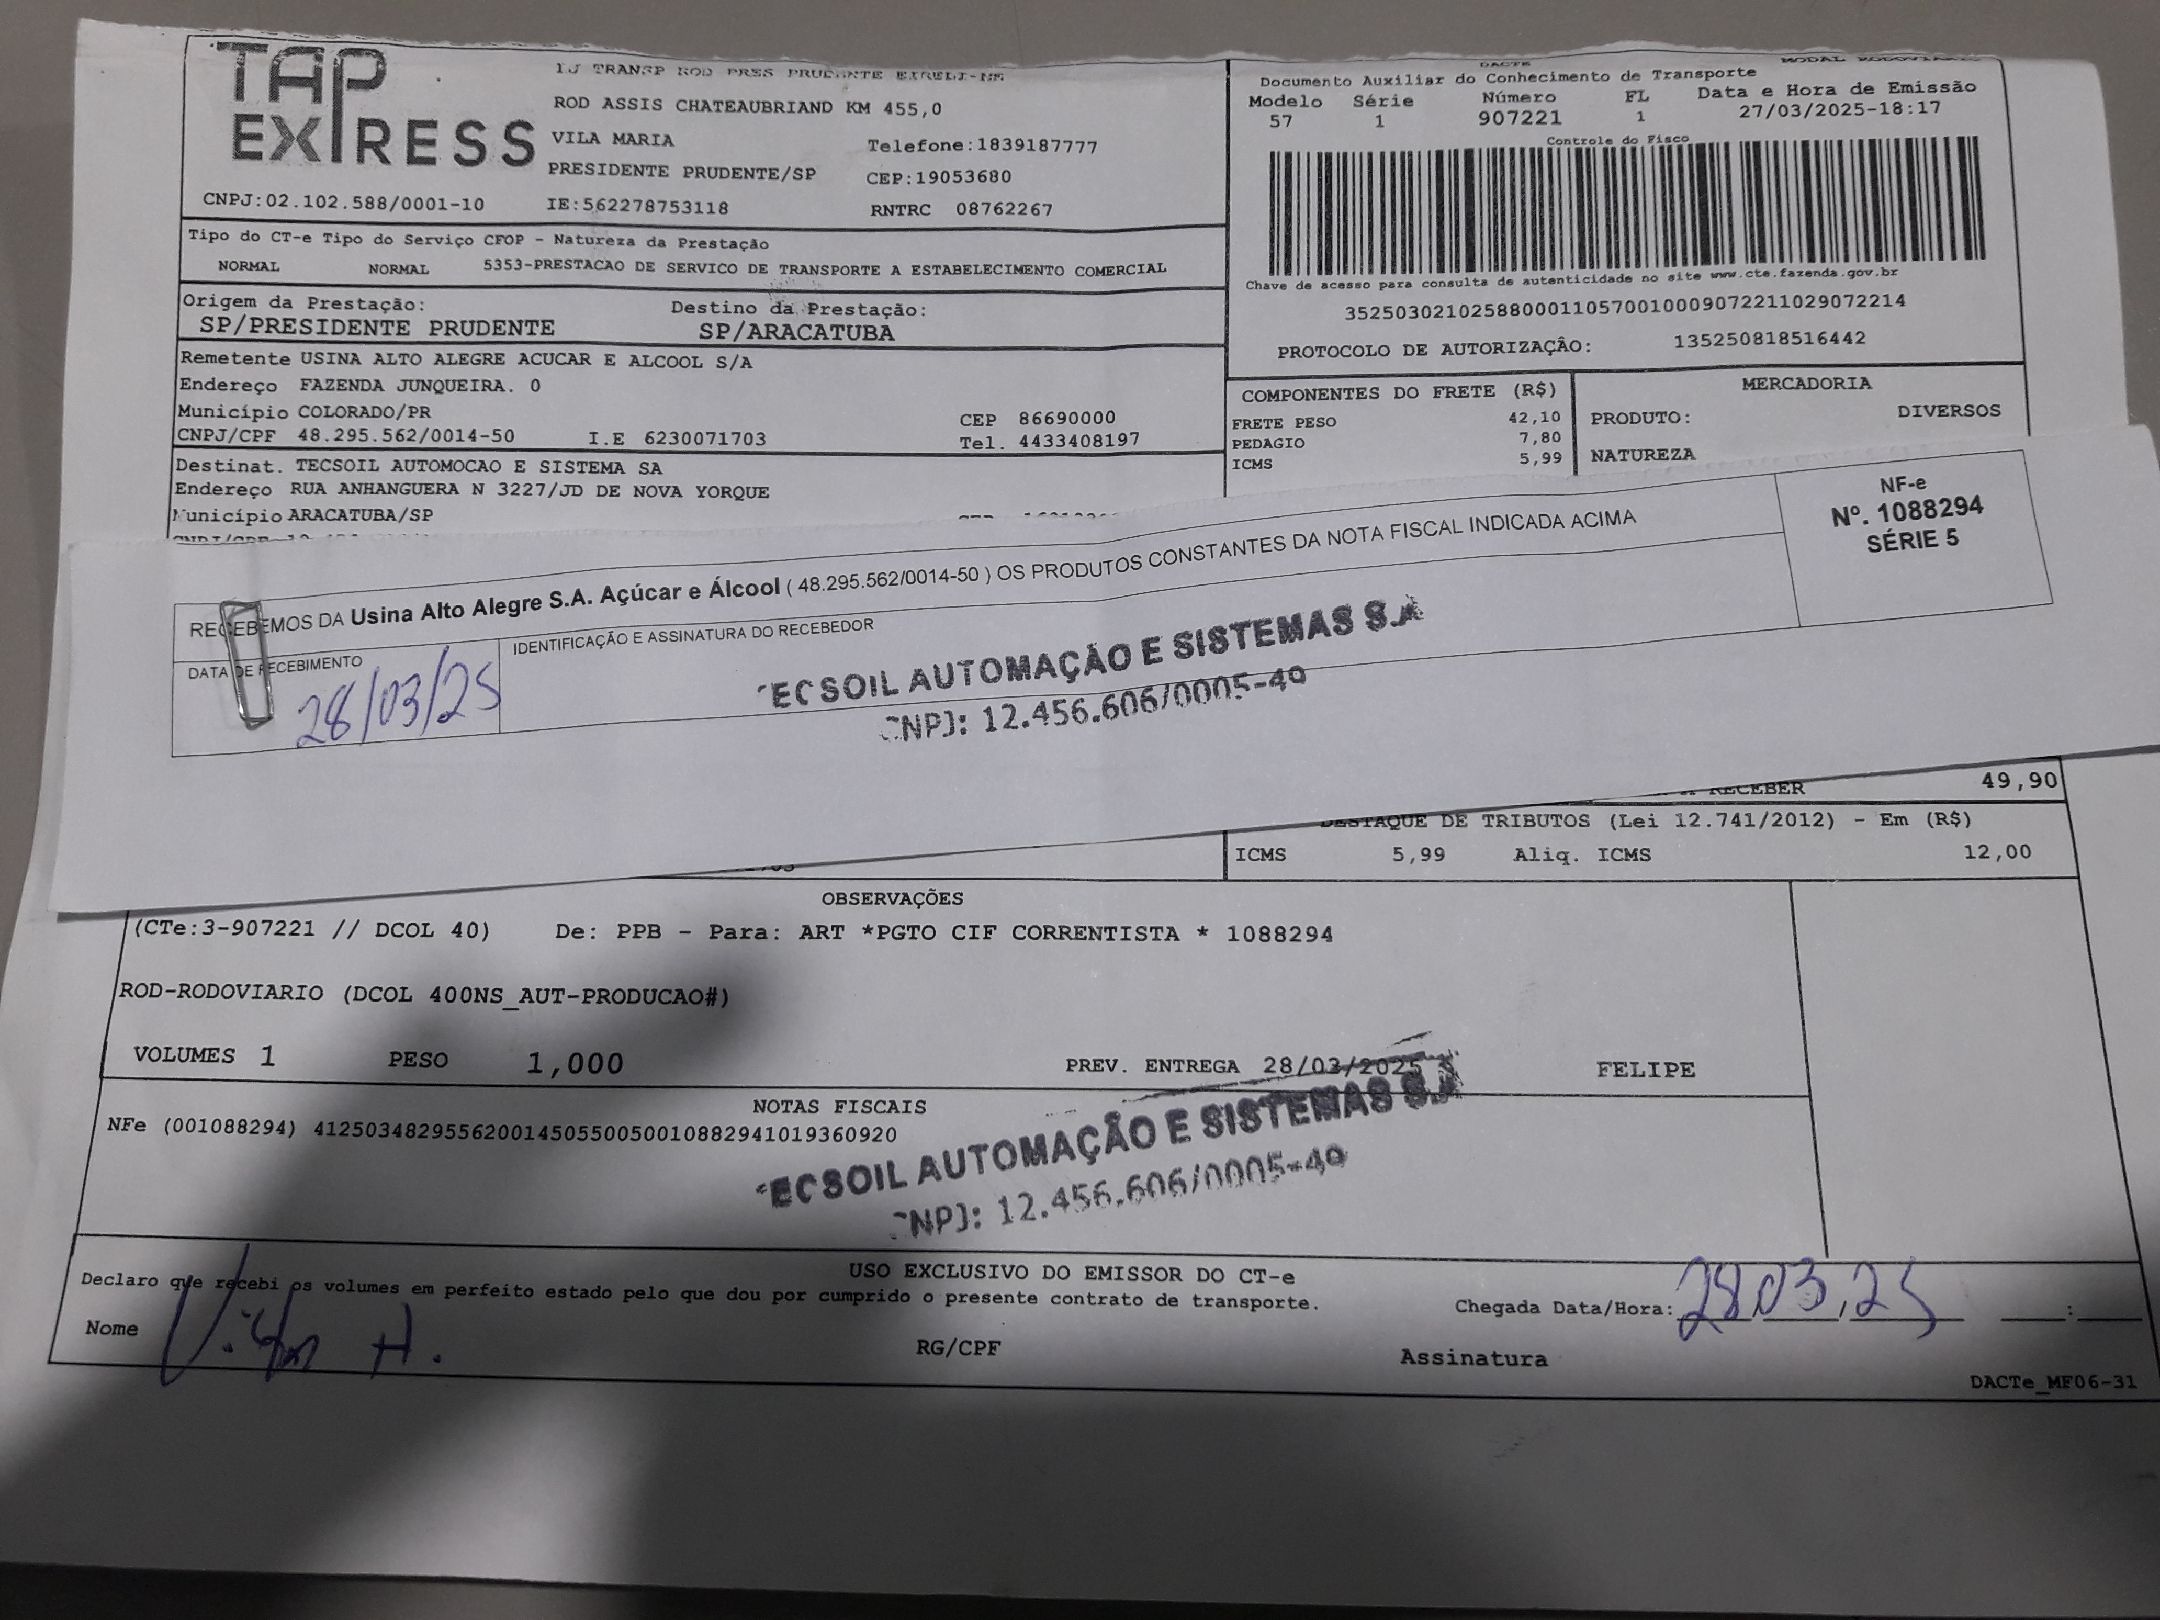 TAP EXPRESS
TJ TRANSP ROD PRES PRUDENTE EIRELI-ME
ROD ASSIS CHATEAUBRIAND KM 455,0
VILA MARIA Telefone:1839187777
PRESIDENTE PRUDENTE/SP CEP:19053680
CNPJ:02.102.588/0001-10 IE:562278753118 RNTRC 08762267
DACTE MODAL RODOVIARIO
Documento Auxiliar do Conhecimento de Transporte
Modelo Série Número FL Data e Hora de Emissão
57 1 907221 1 27/03/2025-18:17
Controle do Fisco
Chave de acesso para consulta de autenticidade no site www.cte.fazenda.gov.br
35250302102588000110570010009072211029072214
PROTOCOLO DE AUTORIZAÇÃO: 135250818516442
Tipo do CT-e Tipo do Serviço CFOP - Natureza da Prestação
NORMAL NORMAL 5353-PRESTACAO DE SERVICO DE TRANSPORTE A ESTABELECIMENTO COMERCIAL
Origem da Prestação: Destino da Prestação:
SP/PRESIDENTE PRUDENTE SP/ARACATUBA
Remetente USINA ALTO ALEGRE ACUCAR E ALCOOL S/A
Endereço FAZENDA JUNQUEIRA. 0
Município COLORADO/PR CEP 86690000
CNPJ/CPF 48.295.562/0014-50 I.E 6230071703 Tel. 4433408197
Destinat. TECSOIL AUTOMOCAO E SISTEMA SA
Endereço RUA ANHANGUERA N 3227/JD DE NOVA YORQUE
Município ARACATUBA/SP
COMPONENTES DO FRETE (R$)
FRETE PESO 42,10
PEDAGIO 7,80
ICMS 5,99
MERCADORIA
PRODUTO: DIVERSOS
NATUREZA
RECEBEMOS DA Usina Alto Alegre S.A. Açúcar e Álcool ( 48.295.562/0014-50 ) OS PRODUTOS CONSTANTES DA NOTA FISCAL INDICADA ACIMA
NF-e
Nº. 1088294
SÉRIE 5
DATA DE RECEBIMENTO
28/03/25
IDENTIFICAÇÃO E ASSINATURA DO RECEBEDOR
ECSOIL AUTOMAÇÃO E SISTEMAS S.A
CNPJ: 12.456.606/0005-49
RECEBER 49,90
DESTAQUE DE TRIBUTOS (Lei 12.741/2012) - Em (R$)
ICMS 5,99 Aliq. ICMS 12,00
OBSERVAÇÕES
(CTe:3-907221 // DCOL 40) De: PPB - Para: ART *PGTO CIF CORRENTISTA * 1088294
ROD-RODOVIARIO (DCOL 400NS_AUT-PRODUCAO#)
VOLUMES 1 PESO 1,000 PREV. ENTREGA 28/03/2025 FELIPE
NOTAS FISCAIS
NFe (001088294) 41250348295562001450550050010882941019360920
ECSOIL AUTOMAÇÃO E SISTEMAS S.A
CNPJ: 12.456.606/0005-49
USO EXCLUSIVO DO EMISSOR DO CT-e
Declaro que recebi os volumes em perfeito estado pelo que dou por cumprido o presente contrato de transporte.
Chegada Data/Hora: 28,03,25 :
Nome RG/CPF Assinatura
DACTe_MF06-31